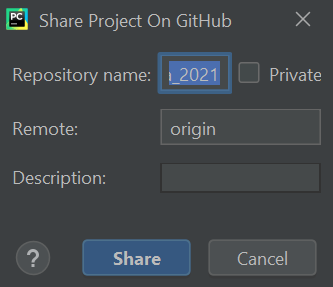 PC Share Project On GitHub
Repository name: _2021 Private
Remote: origin
Description:
? Share Cancel